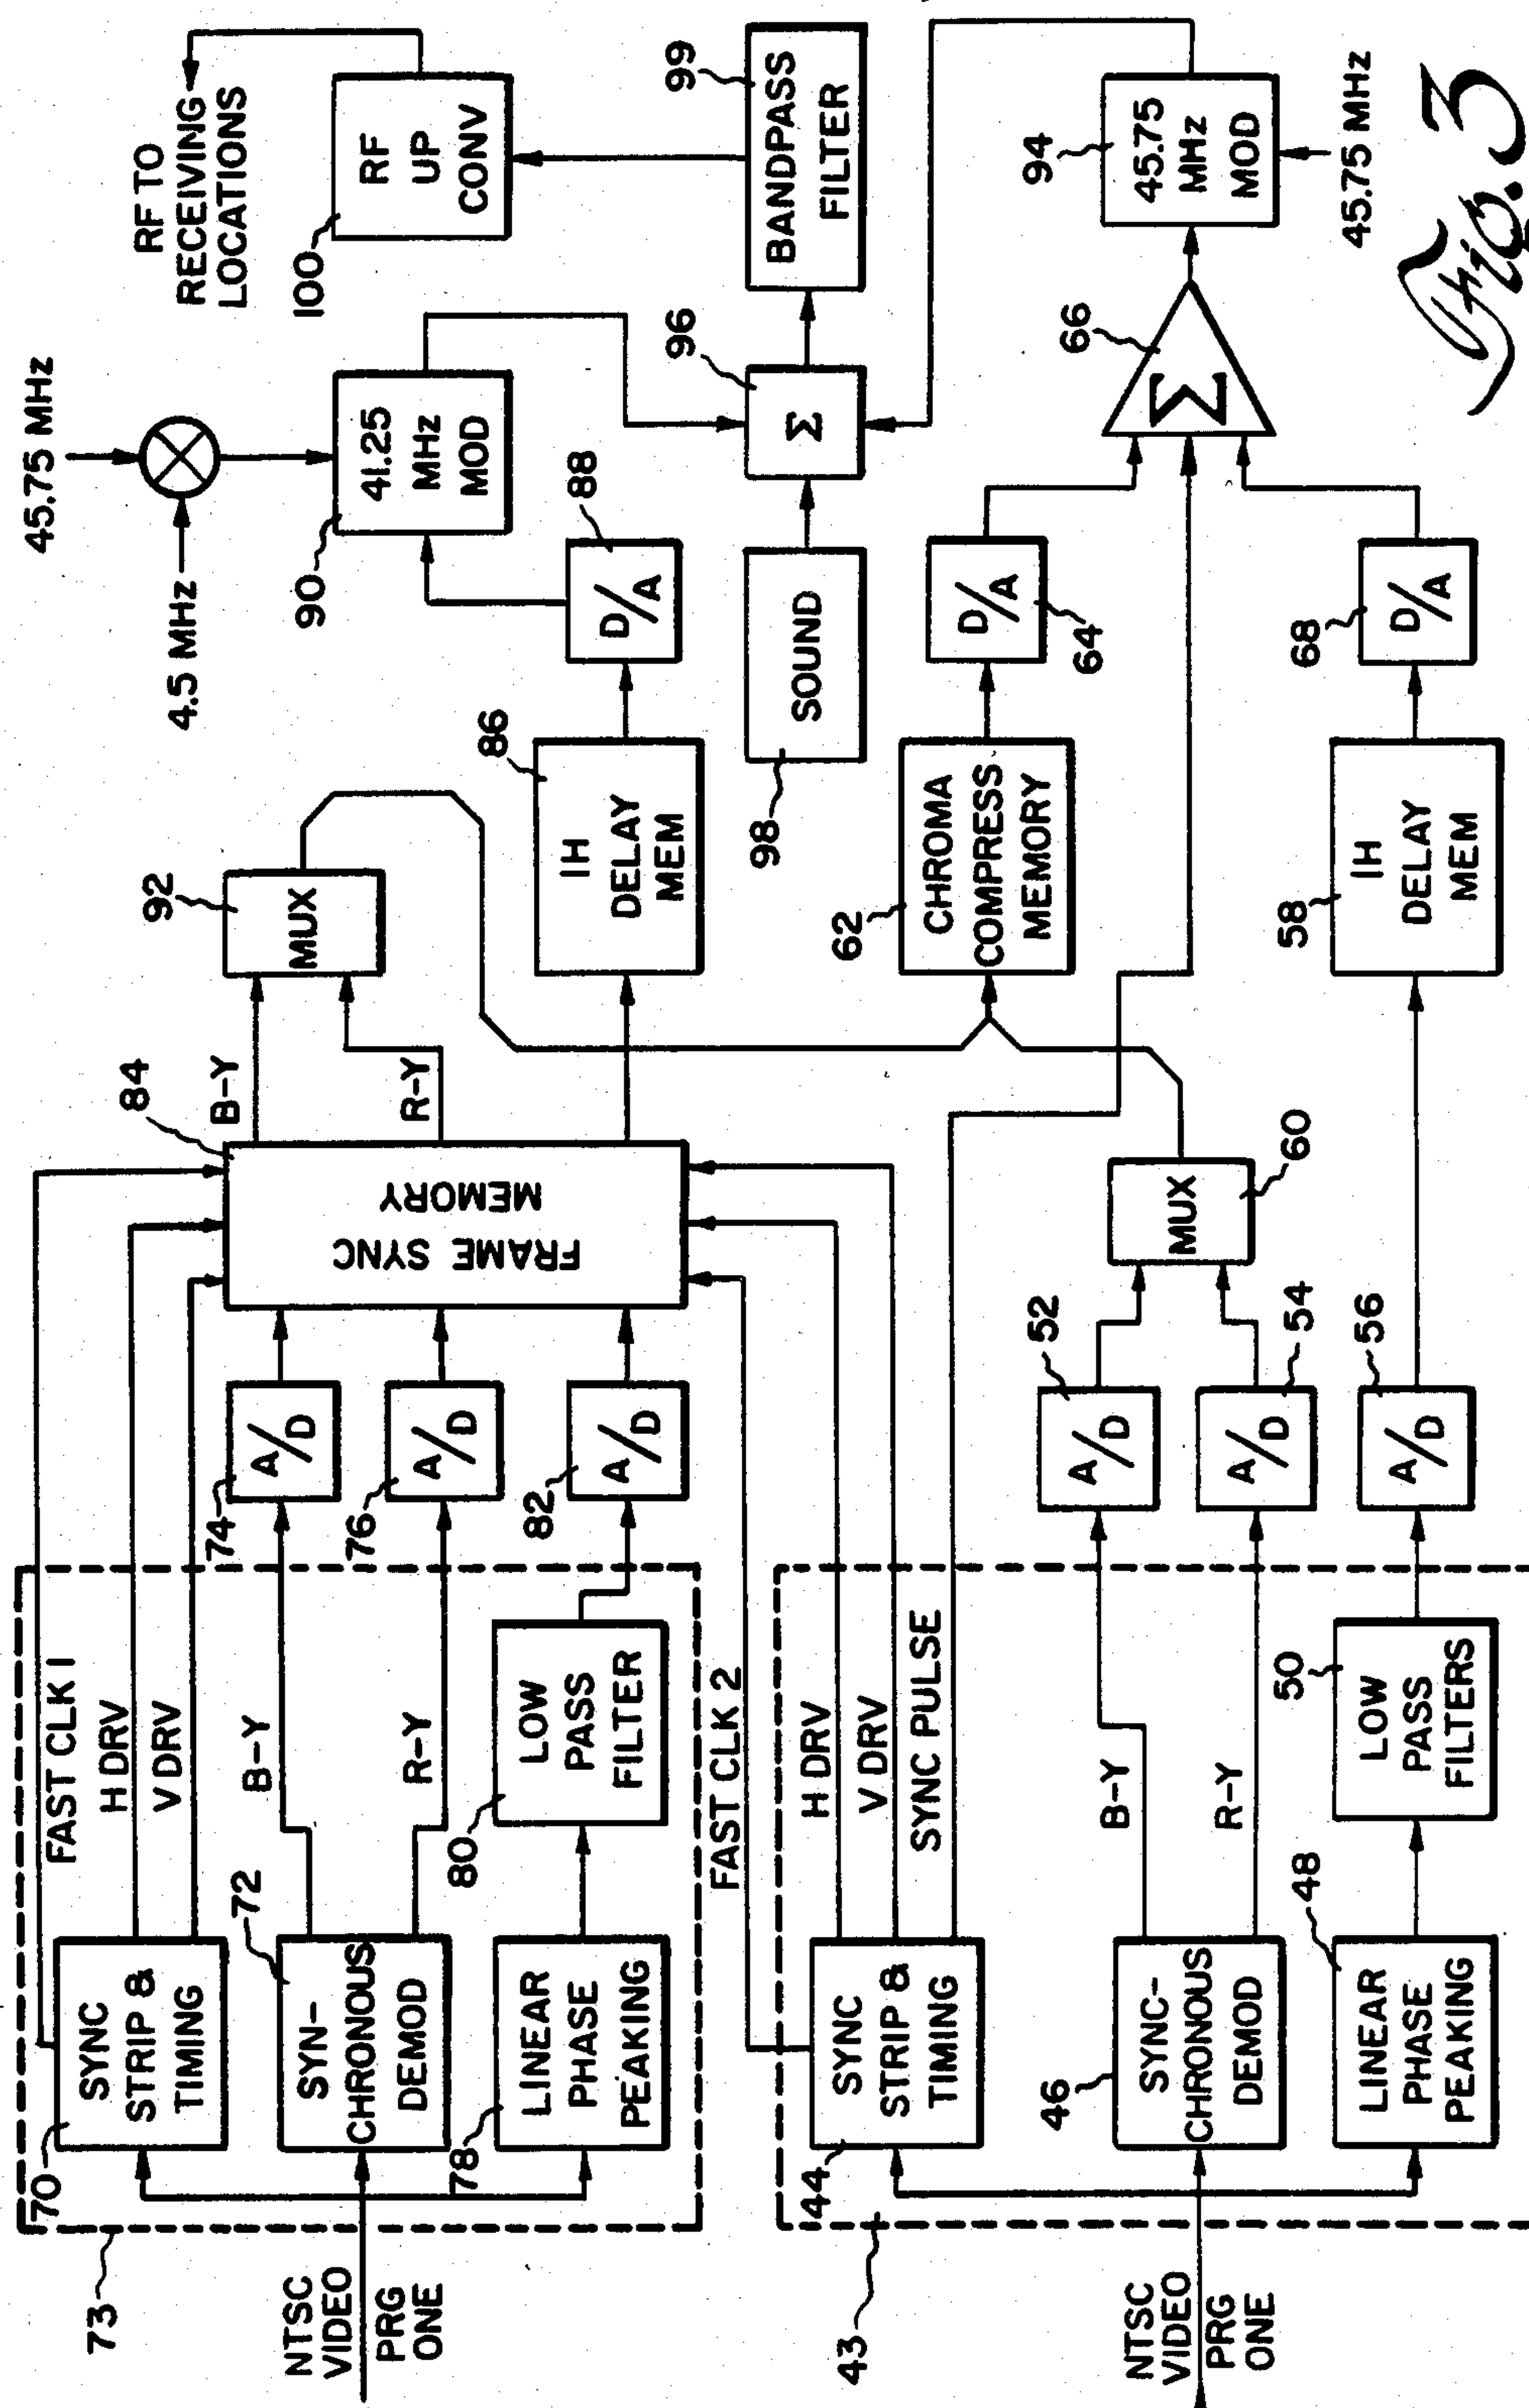 73
NTSC
VIDEO
PRG
ONE
70
SYNC
STRIP &
TIMING
FAST CLK 1
H DRV
V DRV
72
SYN-
CHRONOUS
DEMOD
B-Y
R-Y
78
LINEAR
PHASE
PEAKING
80
LOW
PASS
FILTER
74
A/D
76
A/D
82
A/D
84
FRAME SYNC
MEMORY
B-Y
R-Y
92
MUX
86
1H
DELAY
MEM
88
D/A
4.5 MHz
45.75 MHz
90
41.25
MHz
MOD
RF TO
RECEIVING
LOCATIONS
100
RF
UP
CONV
98
SOUND
96
Σ
99
BANDPASS
FILTER
FAST CLK 2
43
NTSC
VIDEO
PRG
ONE
44
SYNC
STRIP &
TIMING
H DRV
V DRV
SYNC PULSE
46
SYNC-
CHRONOUS
DEMOD
B-Y
R-Y
48
LINEAR
PHASE
PEAKING
50
LOW
PASS
FILTERS
52
A/D
54
A/D
56
A/D
60
MUX
62
CHROMA
COMPRESS
MEMORY
64
D/A
58
1H
DELAY
MEM
68
D/A
66
Σ
94
45.75
MHz
MOD
45.75 MHz
Fig. 3